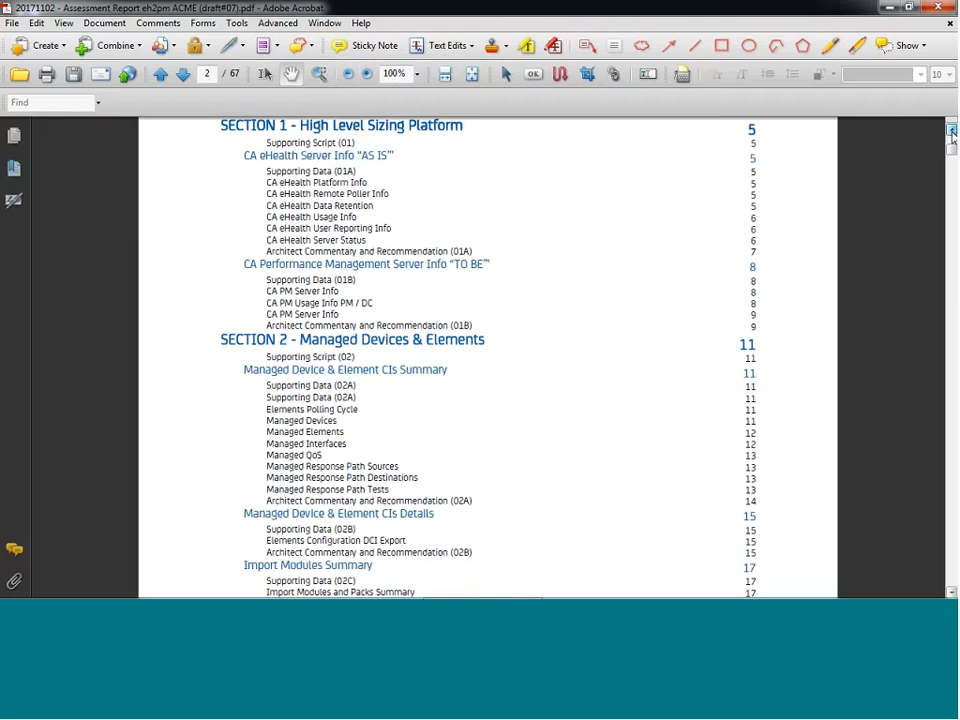 20171102 - Assessment Report eh2pm ACME (draft#07).pdf - Adobe Acrobat
File Edit View Document Comments Forms Tools Advanced Window Help
Create Combine Sticky Note Text Edits Show
2 / 67 100% OK 10
Find
SECTION 1 - High Level Sizing Platform 5
Supporting Script (01) 5
CA eHealth Server Info “AS IS”’ 5
Supporting Data (01A) 5
CA eHealth Platform Info 5
CA eHealth Remote Poller Info 5
CA eHealth Data Retention 5
CA eHealth Usage Info 6
CA eHealth User Reporting Info 6
CA eHealth Server Status 6
Architect Commentary and Recommendation (01A) 7
CA Performance Management Server Info “TO BE”’ 8
Supporting Data (01B) 8
CA PM Server Info 8
CA PM Usage Info PM / DC 8
CA PM Server Info 9
Architect Commentary and Recommendation (01B) 9
SECTION 2 - Managed Devices & Elements 11
Supporting Script (02) 11
Managed Device & Element CIs Summary 11
Supporting Data (02A) 11
Supporting Data (02A) 11
Elements Polling Cycle 11
Managed Devices 11
Managed Elements 12
Managed Interfaces 12
Managed QoS 13
Managed Response Path Sources 13
Managed Response Path Destinations 13
Managed Response Path Tests 13
Architect Commentary and Recommendation (02A) 14
Managed Device & Element CIs Details 15
Supporting Data (02B) 15
Elements Configuration DCI Export 15
Architect Commentary and Recommendation (02B) 15
Import Modules Summary 17
Supporting Data (02C) 17
Import Modules and Packs Summary 17